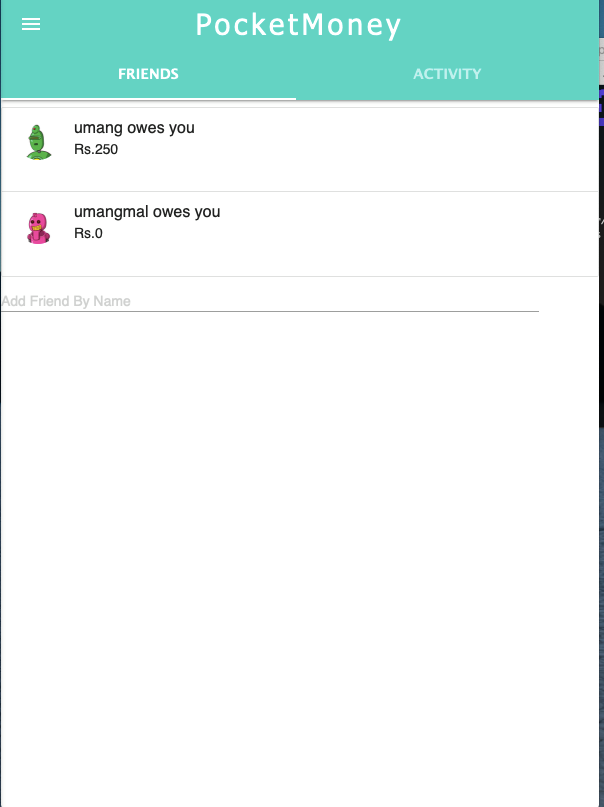 PocketMoney
FRIENDS
ACTIVITY
umang owes you
Rs.250
umangmal owes you
Rs.0
Add Friend By Name